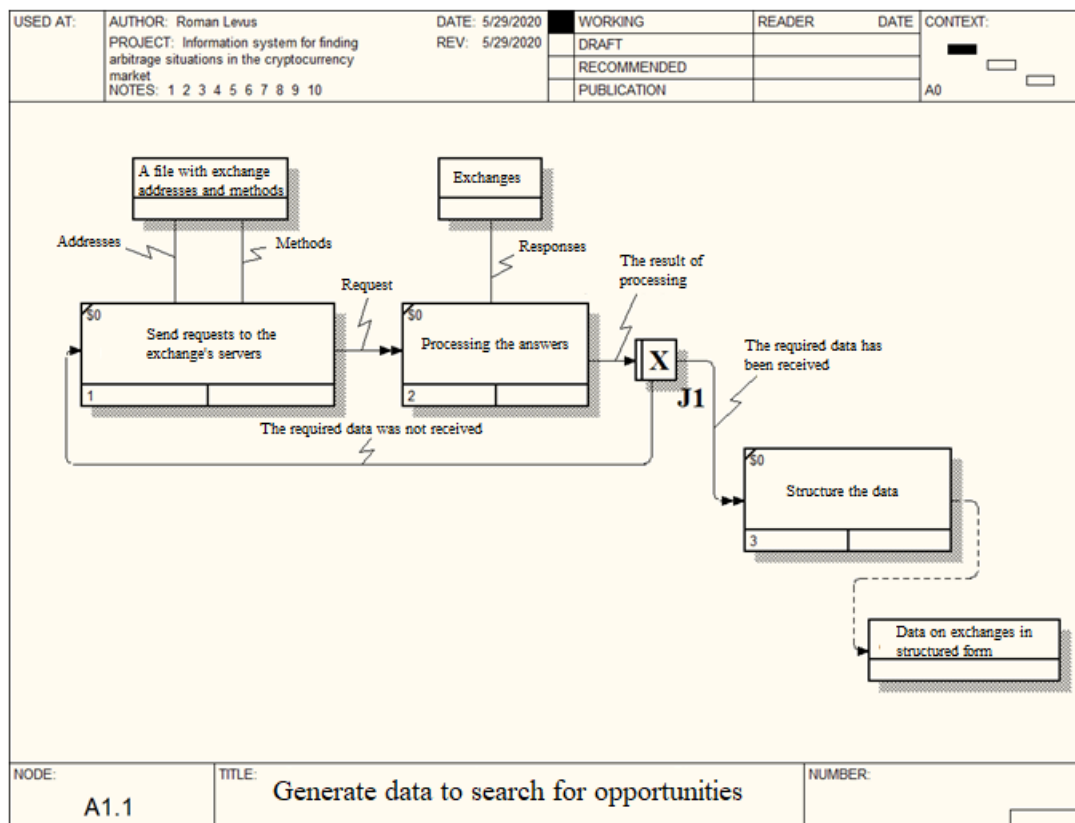 USED AT:
AUTHOR: Roman Levus
DATE: 5/29/2020
PROJECT: Information system for finding
arbitrage situations in the cryptocurrency
market
REV: 5/29/2020
NOTES: 1 2 3 4 5 6 7 8 9 10
WORKING
DRAFT
RECOMMENDED
PUBLICATION
READER DATE
CONTEXT:
A0
A file with exchange
addresses and methods
Exchanges
Addresses
Methods
Responses
The result of
processing
Request
$0
Send requests to the
exchange's servers
1
$0
Processing the answers
2
X
J1
The required data has
been received
The required data was not received
$0
Structure the data
3
Data on exchanges in
structured form
NODE:
A1.1
TITLE:
Generate data to search for opportunities
NUMBER: